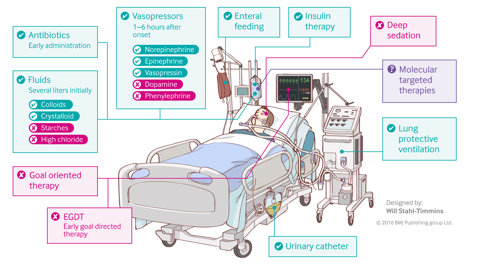 Antibiotics
Early administration
Fluids
Several liters initially
Colloids
Crystalloid
Starches
High chloride
Goal oriented
therapy
EGDT
Early goal directed
therapy
Vasopressors
1–6 hours after
onset
Norepinephrine
Epinephrine
Vasopressin
Dopamine
Phenylephrine
Enteral
feeding
Insulin
therapy
Deep
sedation
? Molecular
targeted
therapies
Lung
protective
ventilation
Urinary catheter
134
Designed by:
Will Stahl-Timmins
© 2016 BMJ Publishing group Ltd.